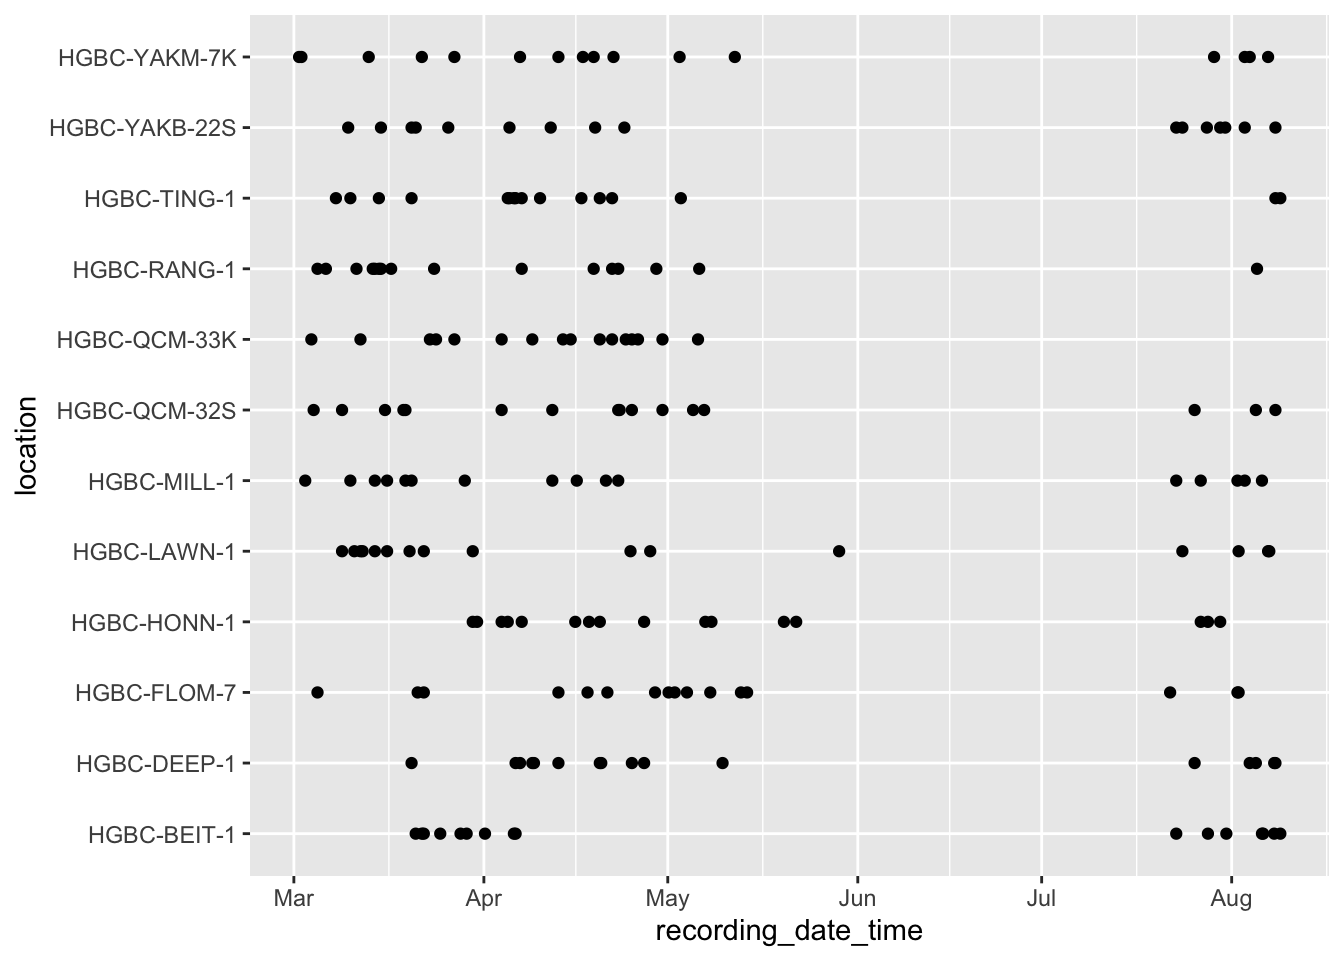 HGBC-YAKM-7K
HGBC-YAKB-22S
HGBC-TING-1
HGBC-RANG-1
HGBC-QCM-33K
HGBC-QCM-32S
HGBC-MILL-1
HGBC-LAWN-1
HGBC-HONN-1
HGBC-FLOM-7
HGBC-DEEP-1
HGBC-BEIT-1
location
Mar Apr May Jun Jul Aug
recording_date_time